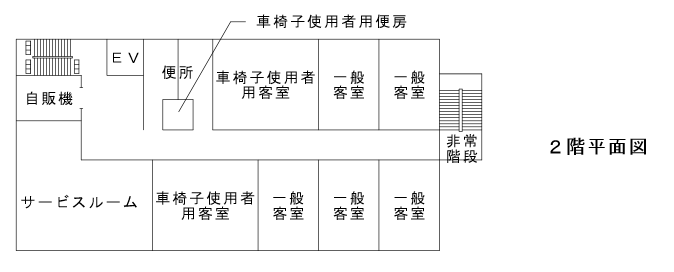 車椅子使用者用便房
EV
便所
車椅子使用者
用客室
一般
客室
一般
客室
自販機
非常
階段
2階平面図
サービスルーム
車椅子使用者
用客室
一般
客室
一般
客室
一般
客室